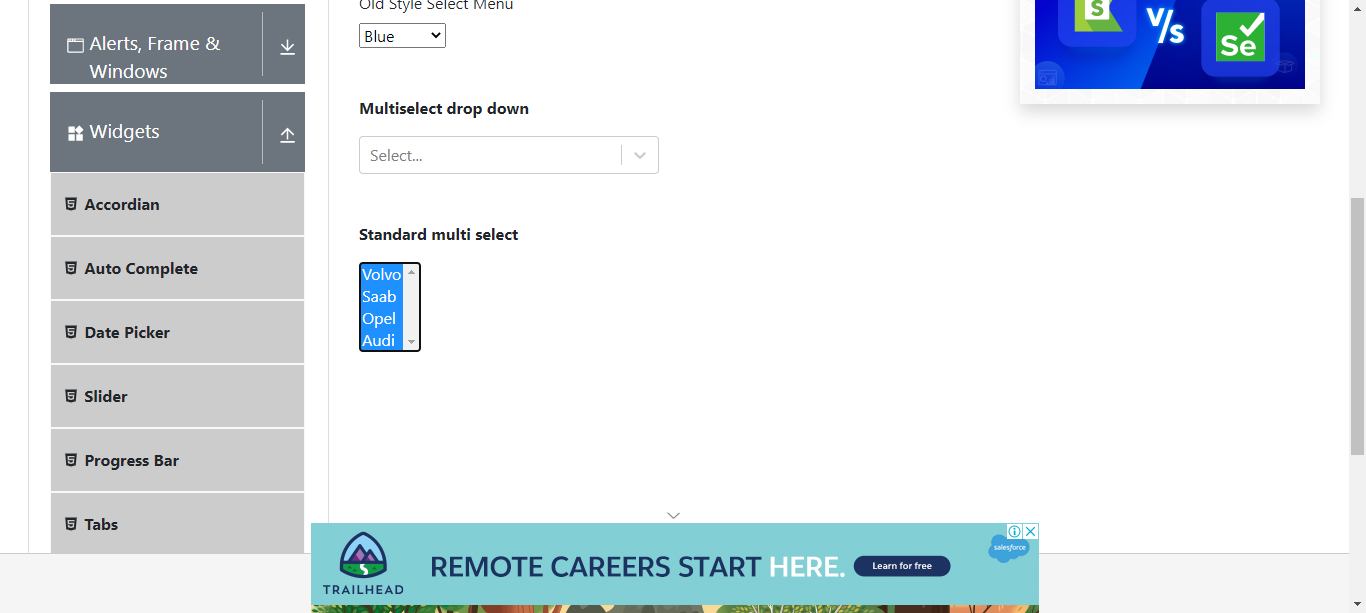 Old Style Select Menu
Blue
Alerts, Frame &
Windows
Multiselect drop down
Widgets
Select...
Accordian
Standard multi select
Auto Complete
Volvo
Saab
Opel
Audi
Date Picker
Slider
Progress Bar
Tabs
S
V/s
Se
TRAILHEAD
REMOTE CAREERS START HERE.
Learn for free
salesforce